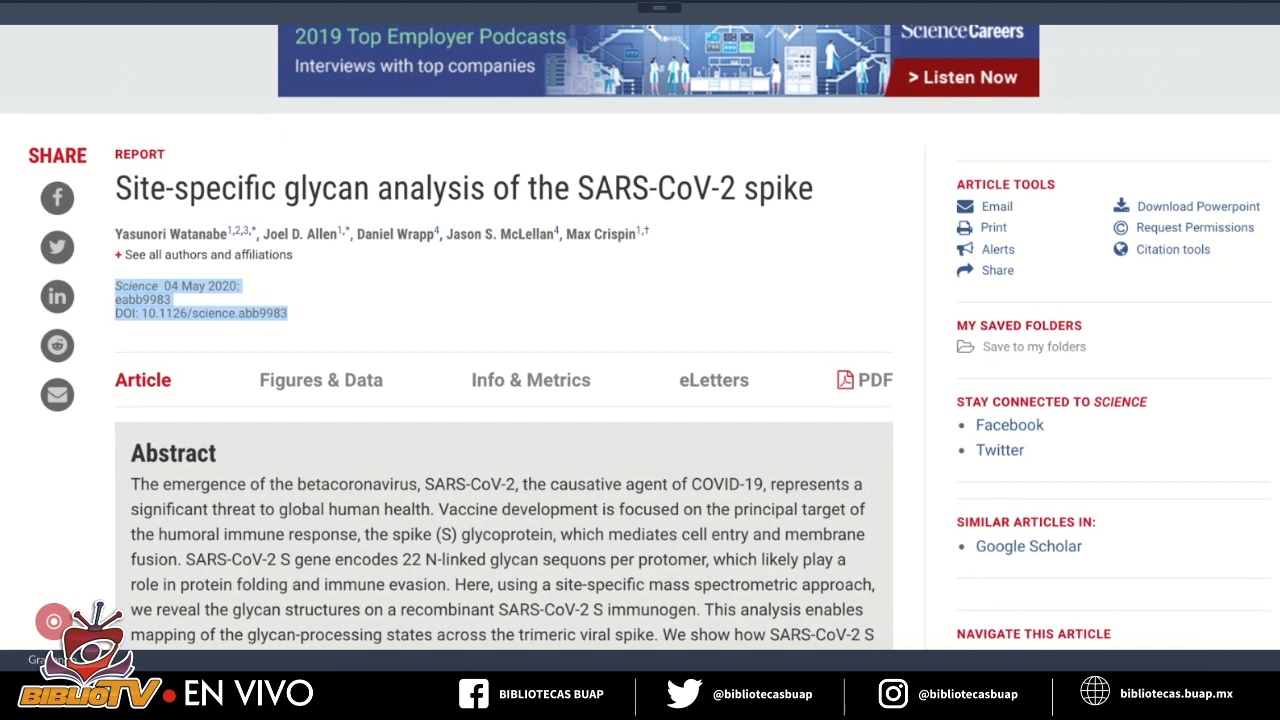 2019 Top Employer Podcasts
Interviews with top companies
ScienceCareers
> Listen Now
SHARE
REPORT
Site-specific glycan analysis of the SARS-CoV-2 spike
Yasunori Watanabe1,2,3,*, Joel D. Allen1,*, Daniel Wrapp4, Jason S. McLellan4, Max Crispin1,†
+ See all authors and affiliations
Science 04 May 2020:
eabb9983
DOI: 10.1126/science.abb9983
Article
Figures & Data
Info & Metrics
eLetters
PDF
Abstract
The emergence of the betacoronavirus, SARS-CoV-2, the causative agent of COVID-19, represents a
significant threat to global human health. Vaccine development is focused on the principal target of
the humoral immune response, the spike (S) glycoprotein, which mediates cell entry and membrane
fusion. SARS-CoV-2 S gene encodes 22 N-linked glycan sequons per protomer, which likely play a
role in protein folding and immune evasion. Here, using a site-specific mass spectrometric approach,
we reveal the glycan structures on a recombinant SARS-CoV-2 S immunogen. This analysis enables
mapping of the glycan-processing states across the trimeric viral spike. We show how SARS-CoV-2 S
ARTICLE TOOLS
Email
Download Powerpoint
Print
Request Permissions
Alerts
Citation tools
Share
MY SAVED FOLDERS
Save to my folders
STAY CONNECTED TO SCIENCE
• Facebook
• Twitter
SIMILAR ARTICLES IN:
• Google Scholar
NAVIGATE THIS ARTICLE
BIBLIOTV
EN VIVO
BIBLIOTECAS BUAP
@bibliotecasbuap
@bibliotecasbuap
bibliotecas.buap.mx